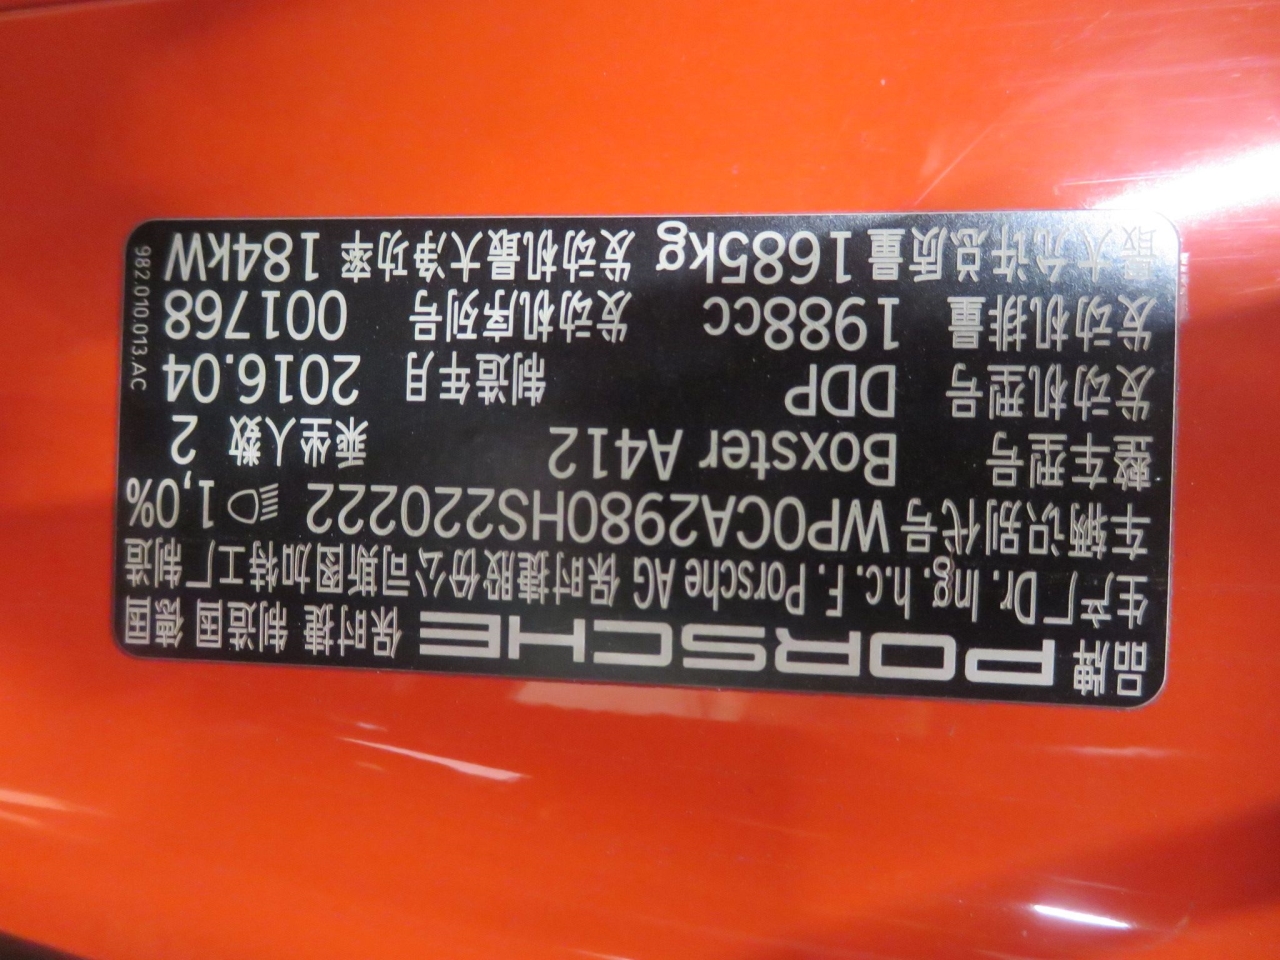 品牌 PORSCHE 保时捷 制造国 德国
生产厂 Dr. Ing. h.c. F. Porsche AG 保时捷股份公司斯图加特工厂制造
车辆识别代号 WP0CA2980HS220222 1,0%
整车型号 Boxster A412 乘坐人数 2
发动机型号 DDP 制造年月 2016.04
发动机排量 1988cc 发动机序列号 001768
最大允许总质量 1685kg 发动机最大净功率 184kW
982.010.013.AC